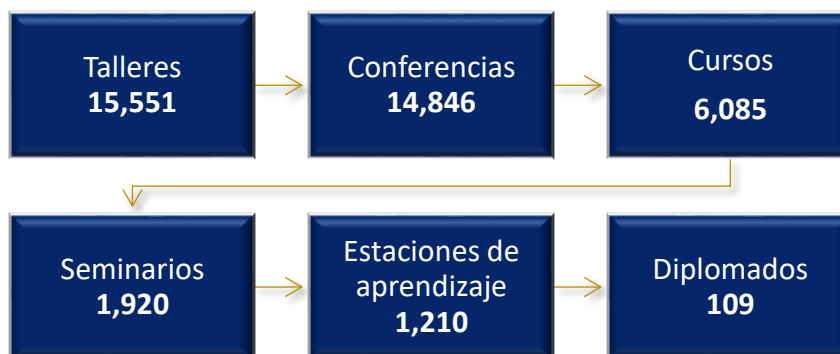 Talleres
15,551
Conferencias
14,846
Cursos
6,085
Seminarios
1,920
Estaciones de
aprendizaje
1,210
Diplomados
109